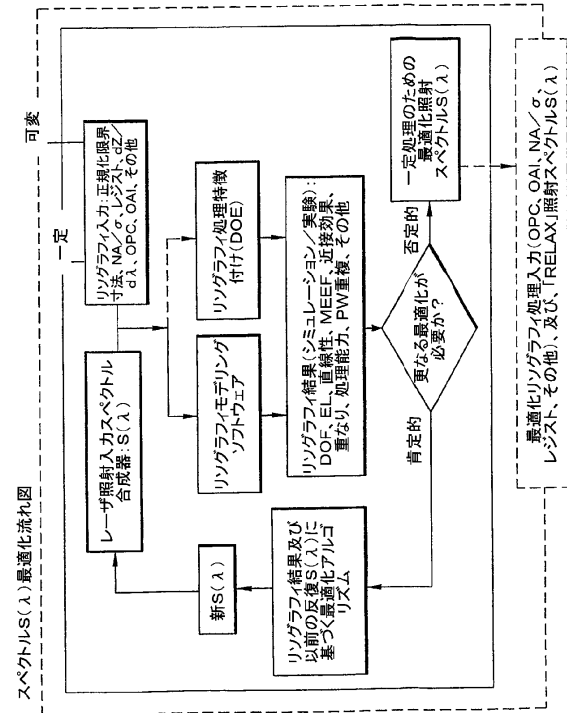 スペクトルS(λ)最適化流れ図
一定
可変
レーザ照射入力スペクトル
合成器:S(λ)
リソグラフィ入力:正規化限界
寸法、NA/σ、レジスト、dZ/
dλ、OPC、OAI、その他
リソグラフィモデリング
ソフトウェア
リソグラフィ処理特徴
付け(DOE)
リソグラフィ結果(シミュレーション/実験):
DOF、EL、直線性、MEEF、近接効果、
重なり、処理能力、PW重複、その他
新S(λ)
リソグラフィ結果及び
以前の反復S(λ)に
基づく最適化アルゴ
リズム
肯定的
更なる最適化が
必要か?
否定的
一定処理のための
最適化照射
スペクトルS(λ)
最適化リソグラフィ処理入力(OPC、OAI、NA/σ、
レジスト、その他)、及び、「RELAX」照射スペクトルS(λ)